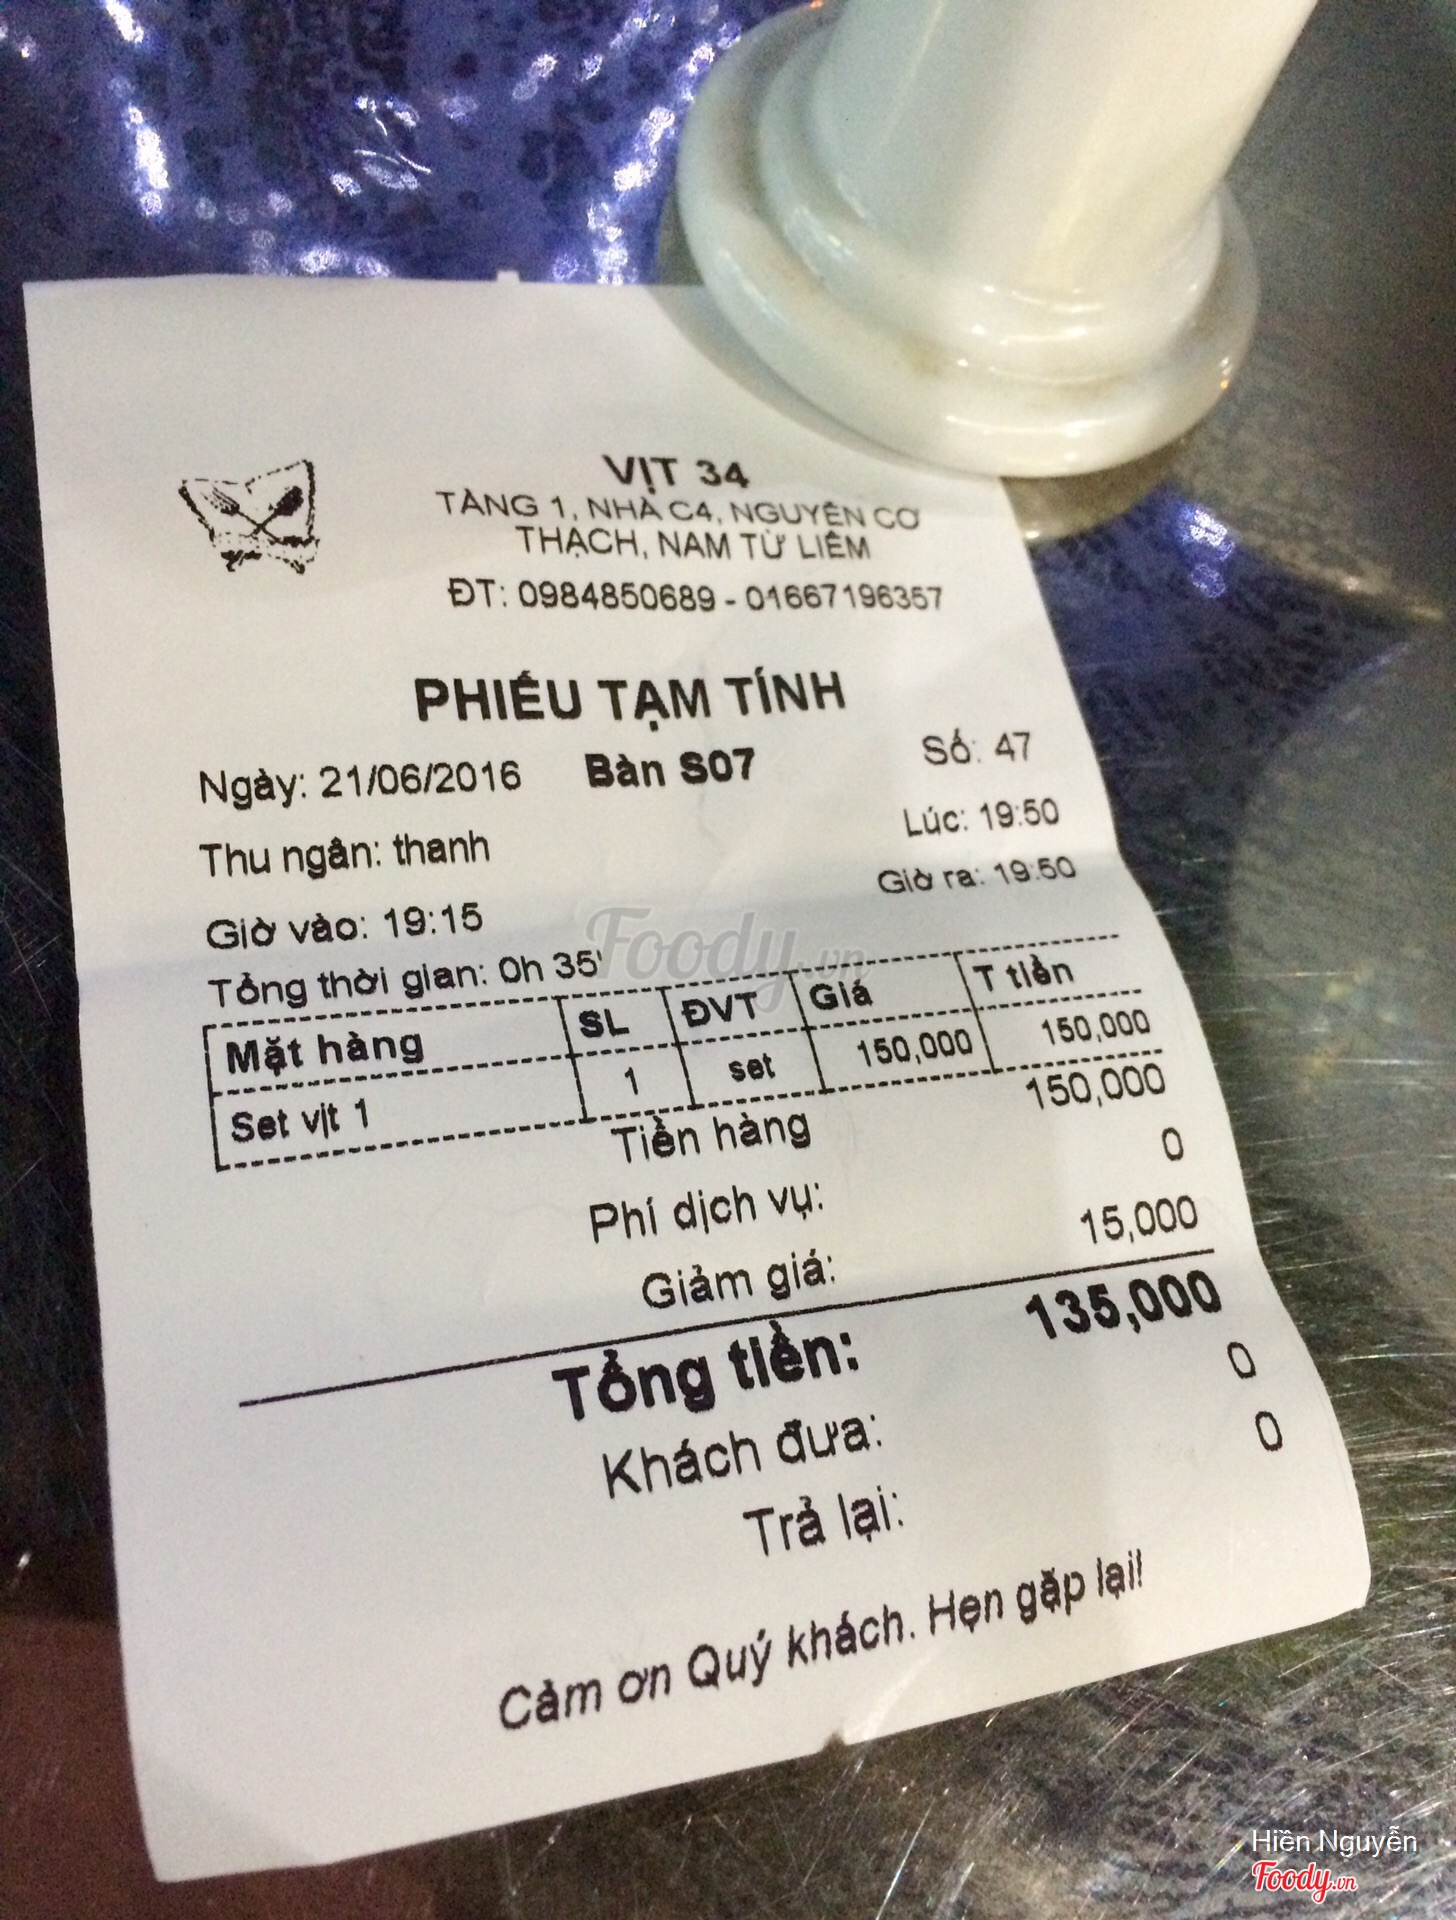 VỊT 34
TẦNG 1, NHÀ C4, NGUYỄN CƠ
THẠCH, NAM TỪ LIÊM
ĐT: 0984850689 - 01667196357
PHIẾU TẠM TÍNH
Ngày: 21/06/2016 Bàn S07 Số: 47
Thu ngân: thanh Lúc: 19:50
Giờ vào: 19:15 Giờ ra: 19:50
Tổng thời gian: 0h 35'
Mặt hàng SL ĐVT Giá T tiền
Set vịt 1 1 set 150,000 150,000
Tiền hàng 150,000
Phí dịch vụ: 0
Giảm giá: 15,000
Tổng tiền: 135,000
Khách đưa: 0
Trả lại: 0
Cảm ơn Quý khách. Hẹn gặp lại!
Foody.vn
Hiền Nguyễn
Foody.vn